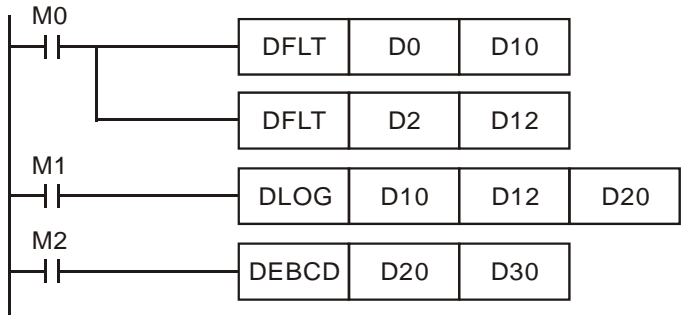 M0
DFLT D0 D10
DFLT D2 D12
M1
DLOG D10 D12 D20
M2
DEBCD D20 D30